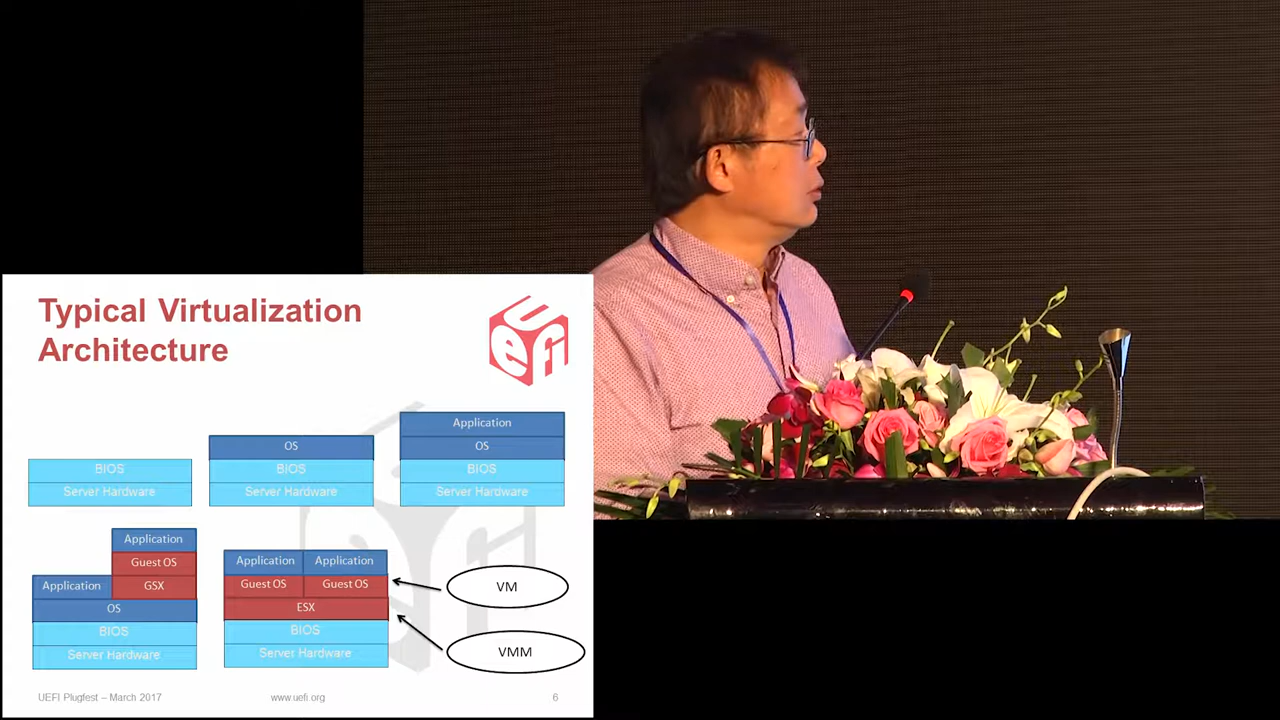 Typical Virtualization
Architecture
UEFI
BIOS
Server Hardware
OS
BIOS
Server Hardware
Application
OS
BIOS
Server Hardware
Application
Guest OS
Application
GSX
OS
BIOS
Server Hardware
Application
Application
Guest OS
Guest OS
ESX
BIOS
Server Hardware
VM
VMM
UEFI Plugfest – March 2017
www.uefi.org
6